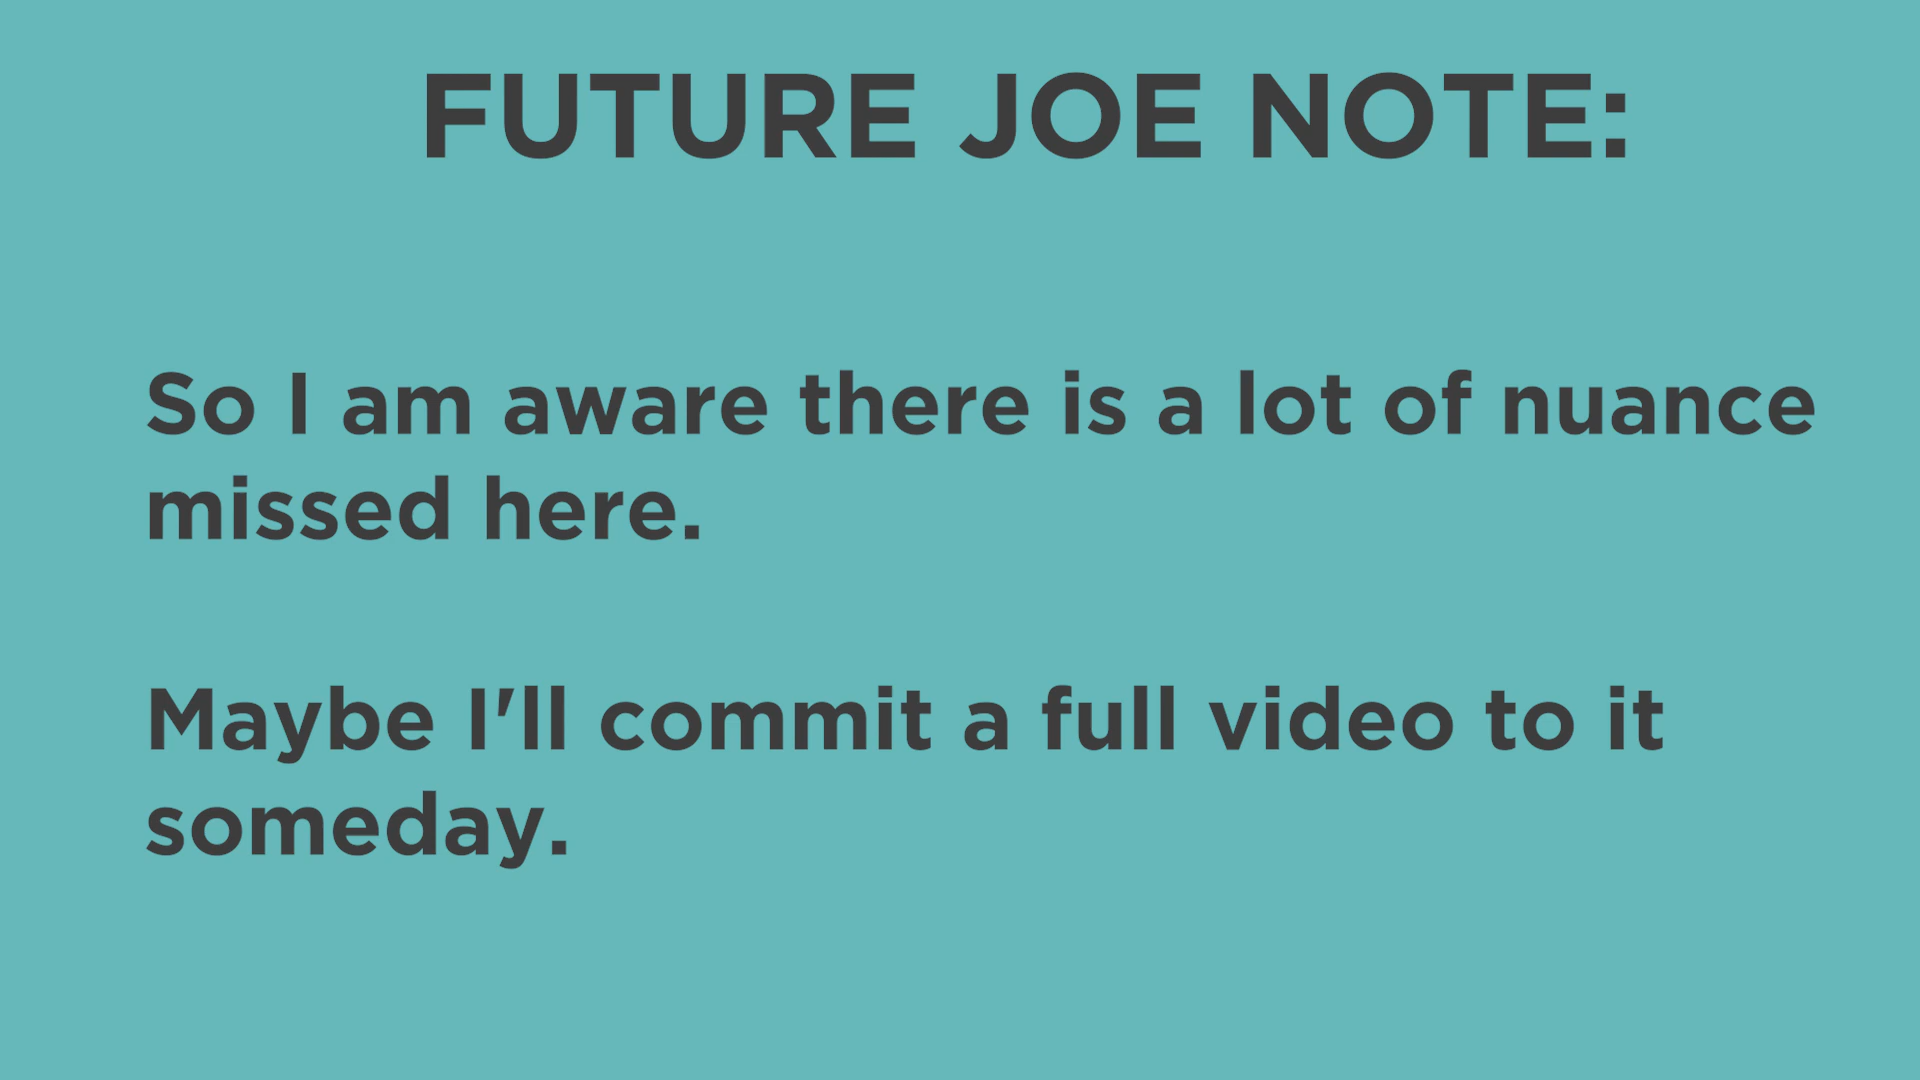 FUTURE JOE NOTE:
So I am aware there is a lot of nuance
missed here.
Maybe I'll commit a full video to it
someday.